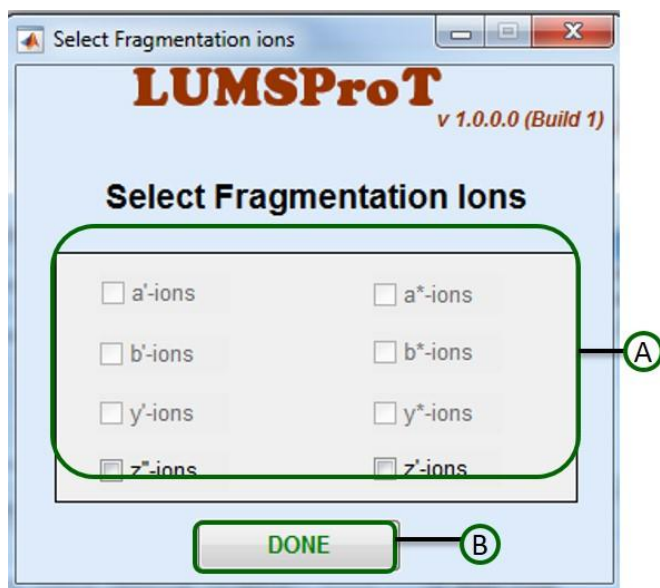 Select Fragmentation ions
LUMSProT
v 1.0.0.0 (Build 1)
Select Fragmentation Ions
a'-ions a*-ions
b'-ions b*-ions
A
y'-ions y*-ions
z"-ions z'-ions
DONE B